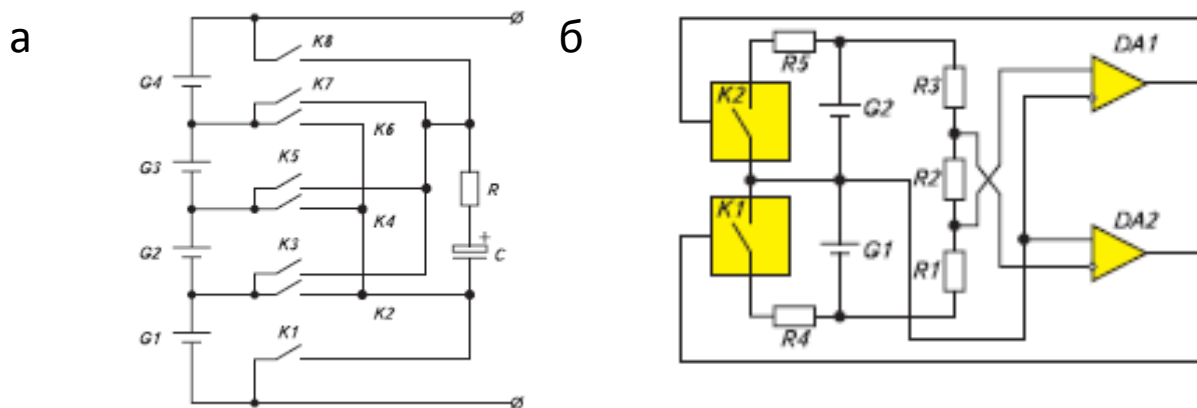 а
K8
G4
K7
K6
G3
K5
K4
R
+
C
G2
K3
K2
G1
K1
б
R5
K2
G2
R3
DA1
R2
K1
G1
DA2
R1
R4